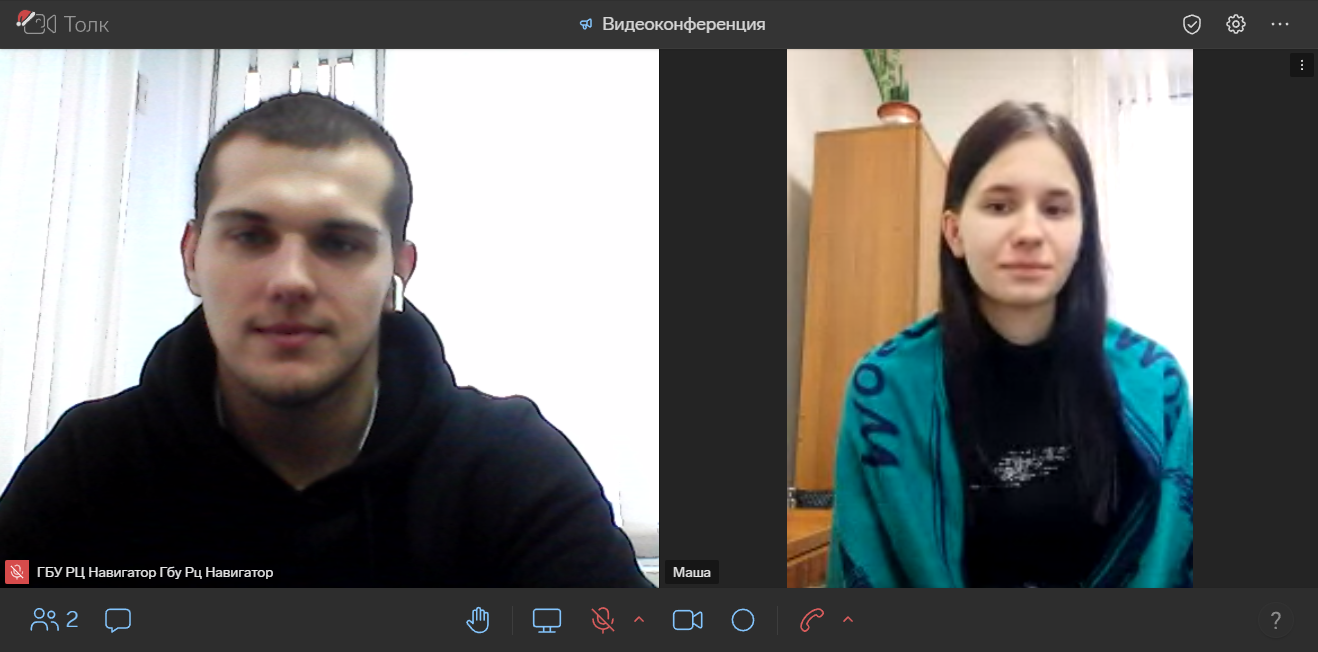 Толк
Видеоконференция
ГБУ РЦ Навигатор Гбу Рц Навигатор
Маша
2
?